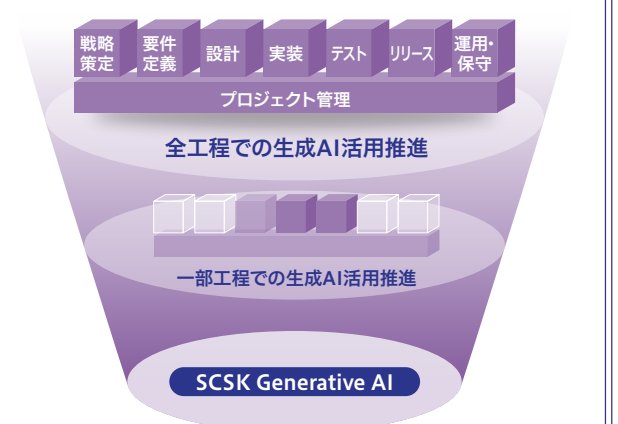 戦略
策定
要件
定義
設計
実装
テスト
リリース
運用・
保守
プロジェクト管理
全工程での生成AI活用推進
一部工程での生成AI活用推進
SCSK Generative AI